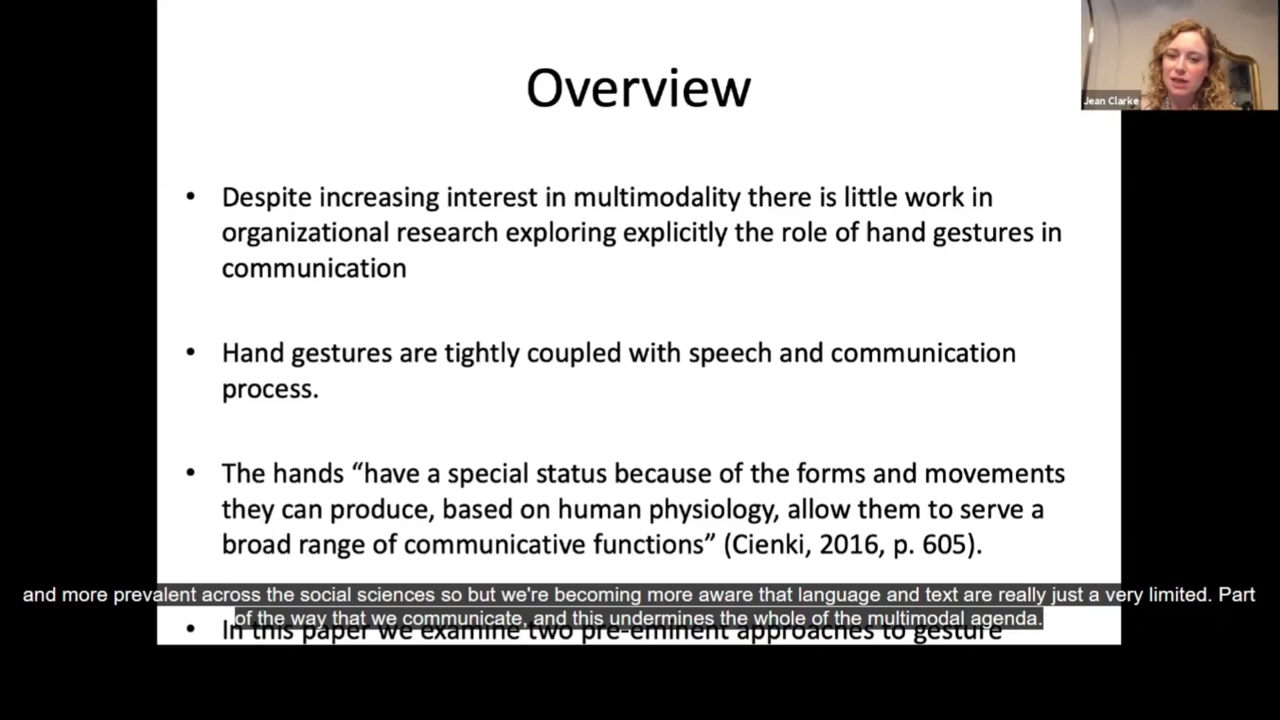 Overview
Jean Clarke
• Despite increasing interest in multimodality there is little work in
organizational research exploring explicitly the role of hand gestures in
communication
• Hand gestures are tightly coupled with speech and communication
process.
• The hands “have a special status because of the forms and movements
they can produce, based on human physiology, allow them to serve a
broad range of communicative functions” (Cienki, 2016, p. 605).
and more prevalent across the social sciences so but we're becoming more aware that language and text are really just a very limited. Part
of the way that we communicate, and this undermines the whole of the multimodal agenda.
• In this paper we examine two pre-eminent approaches to gesture